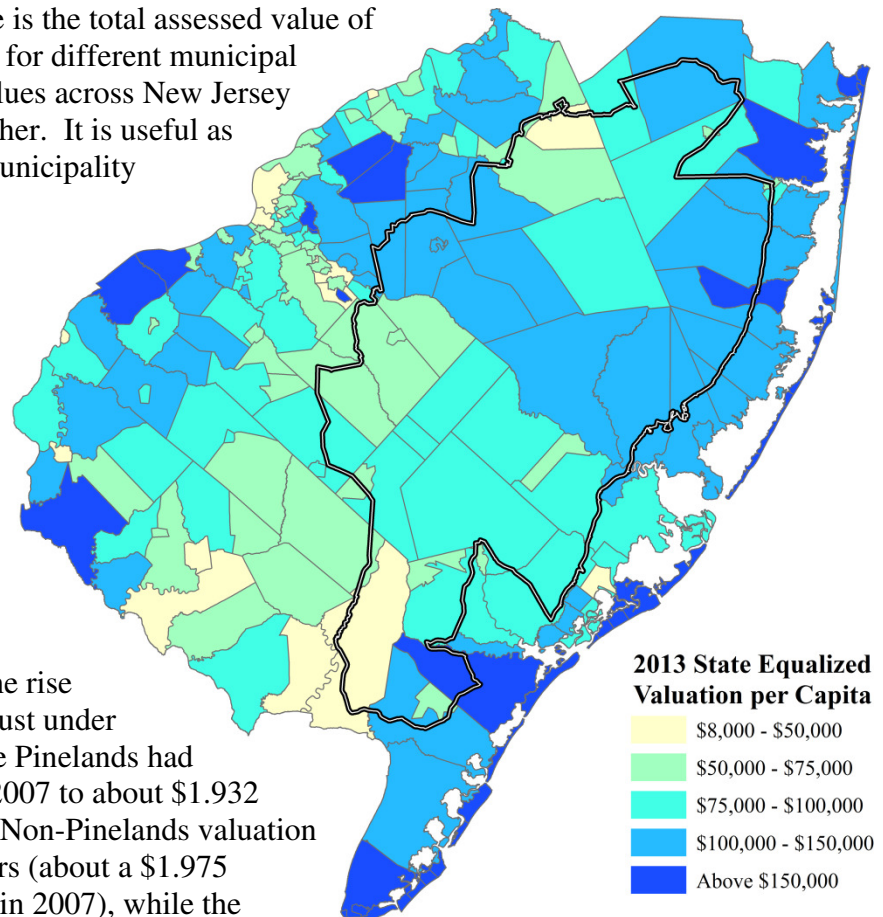 e is the total assessed value of
for different municipal
lues across New Jersey
her. It is useful as
unicipality
he rise
ust under
e Pinelands had
2007 to about $1.932
Non-Pinelands valuation
rs (about a $1.975
in 2007), while the
2013 State Equalized
Valuation per Capita
$8,000 - $50,000
$50,000 - $75,000
$75,000 - $100,000
$100,000 - $150,000
Above $150,000